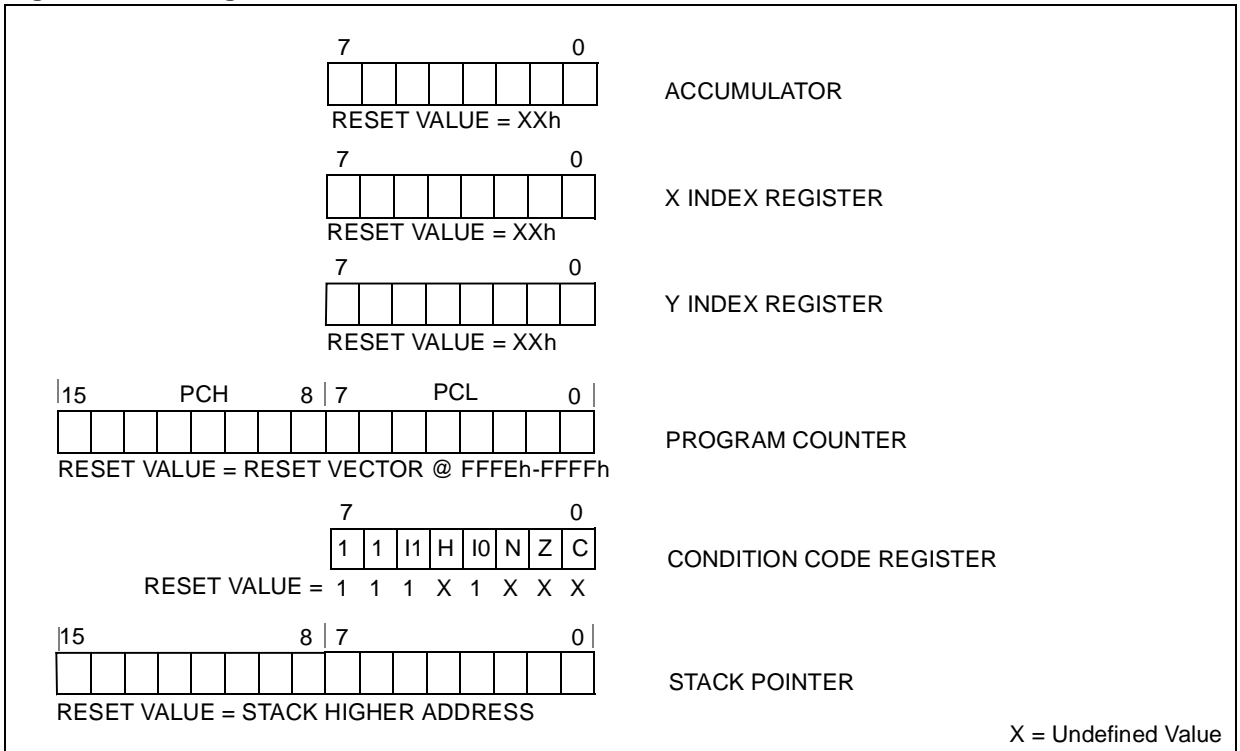 7 0
ACCUMULATOR
RESET VALUE = XXh
7 0
X INDEX REGISTER
RESET VALUE = XXh
7 0
Y INDEX REGISTER
RESET VALUE = XXh
15 PCH 8 7 PCL 0
PROGRAM COUNTER
RESET VALUE = RESET VECTOR @ FFFEh-FFFFh
7 0
1 1 I1 H I0 N Z C
CONDITION CODE REGISTER
RESET VALUE = 1 1 1 X 1 X X X
15 8 7 0
STACK POINTER
RESET VALUE = STACK HIGHER ADDRESS
X = Undefined Value